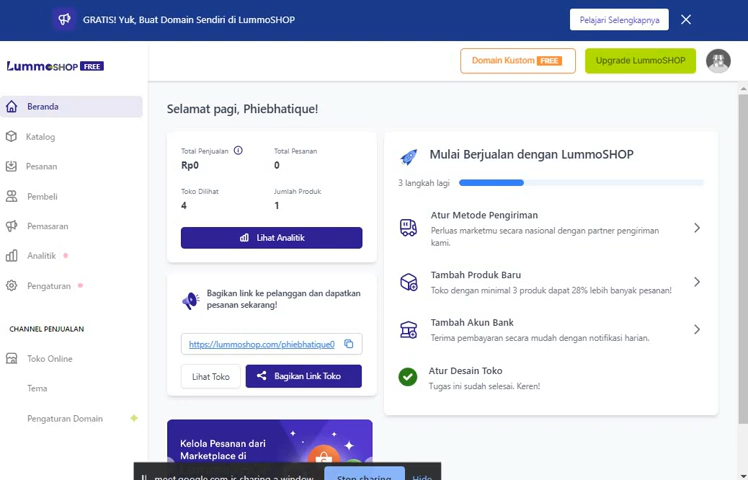 GRATIS! Yuk, Buat Domain Sendiri di LummoSHOP
Pelajari Selengkapnya
LummoSHOP FREE
Domain Kustom FREE
Upgrade LummoSHOP
Beranda
Katalog
Pesanan
Pembeli
Pemasaran
Analitik
Pengaturan
CHANNEL PENJUALAN
Toko Online
Tema
Pengaturan Domain
Selamat pagi, Phiebhatique!
Total Penjualan
Total Pesanan
Rp0
0
Toko Dilihat
Jumlah Produk
4
1
Lihat Analitik
Bagikan link ke pelanggan dan dapatkan
pesanan sekarang!
https://lummoshop.com/phiebhatique0
Lihat Toko
Bagikan Link Toko
Kelola Pesanan dari
Marketplace di
Mulai Berjualan dengan LummoSHOP
3 langkah lagi
Atur Metode Pengiriman
Perluas marketmu secara nasional dengan partner pengiriman
kami.
Tambah Produk Baru
Toko dengan minimal 3 produk dapat 28% lebih banyak pesanan!
Tambah Akun Bank
Terima pembayaran secara mudah dengan notifikasi harian.
Atur Desain Toko
Tugas ini sudah selesai. Keren!
meet.google.com is sharing a window.
Stop sharing
Hide